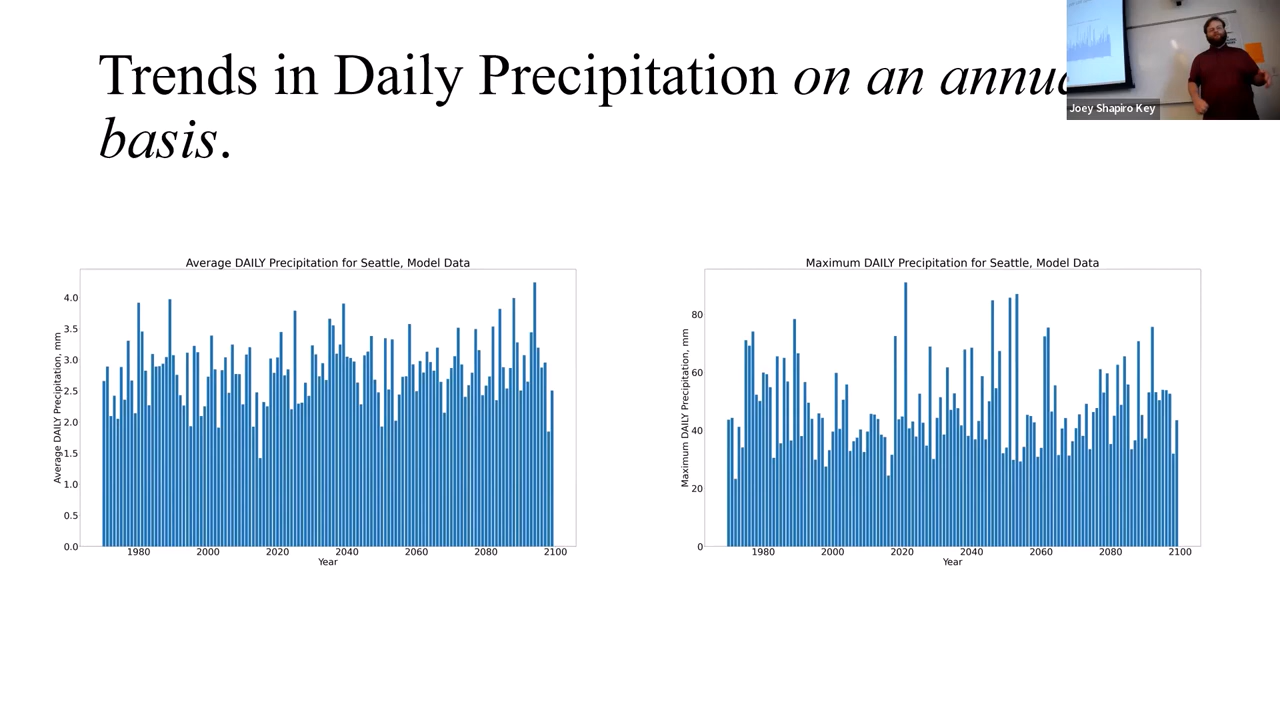 Trends in Daily Precipitation on an annu
basis.
Joey Shapiro Key
Average DAILY Precipitation for Seattle, Model Data
Average DAILY Precipitation, mm
4.0
3.5
3.0
2.5
2.0
1.5
1.0
0.5
0.0
1980 2000 2020 2040 2060 2080 2100
Year
Maximum DAILY Precipitation for Seattle, Model Data
Maximum DAILY Precipitation, mm
80
60
40
20
0
1980 2000 2020 2040 2060 2080 2100
Year